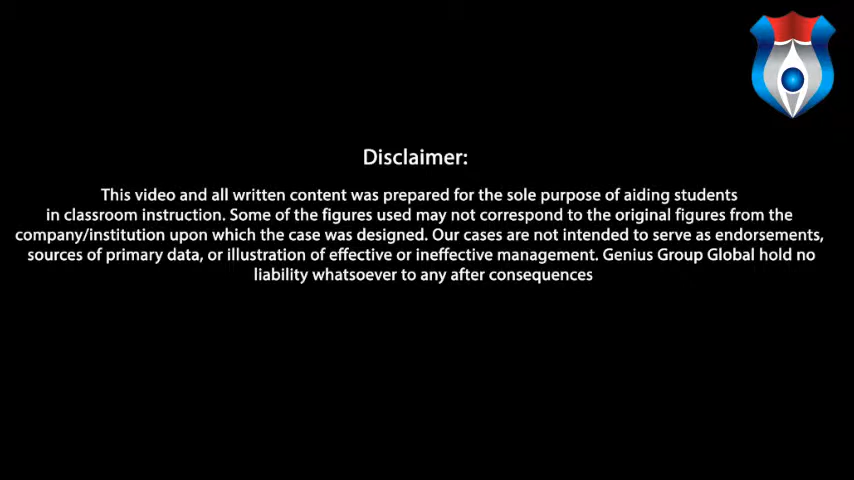 Disclaimer:
This video and all written content was prepared for the sole purpose of aiding students
in classroom instruction. Some of the figures used may not correspond to the original figures from the
company/institution upon which the case was designed. Our cases are not intended to serve as endorsements,
sources of primary data, or illustration of effective or ineffective management. Genius Group Global hold no
liability whatsoever to any after consequences